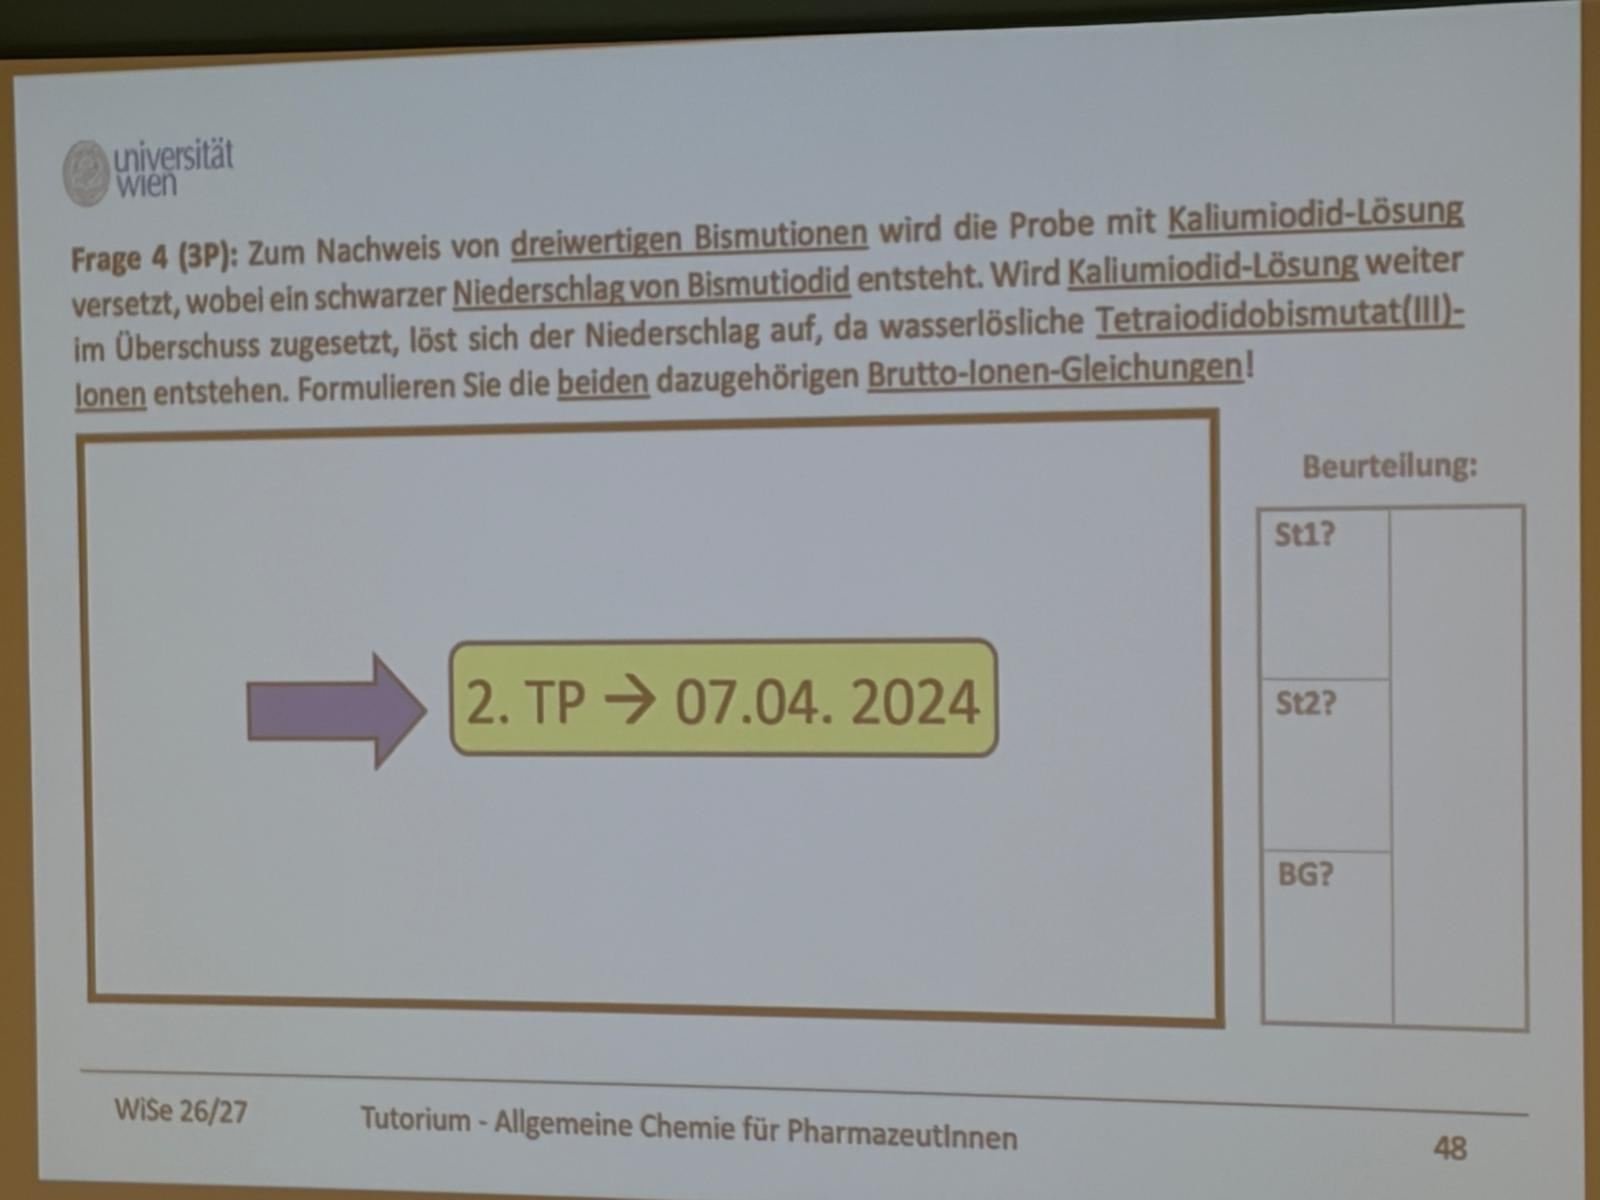 universität
wien
Frage 4 (3P): Zum Nachweis von dreiwertigen Bismutionen wird die Probe mit Kaliumiodid-Lösung
versetzt, wobei ein schwarzer Niederschlag von Bismutiodid entsteht. Wird Kaliumiodid-Lösung weiter
im Überschuss zugesetzt, löst sich der Niederschlag auf, da wasserlösliche Tetraiodidobismutat(III)-
Ionen entstehen. Formulieren Sie die beiden dazugehörigen Brutto-Ionen-Gleichungen!
Beurteilung:
St1?
St2?
BG?
2. TP → 07.04. 2024
WiSe 26/27 Tutorium - Allgemeine Chemie für PharmazeutInnen 48